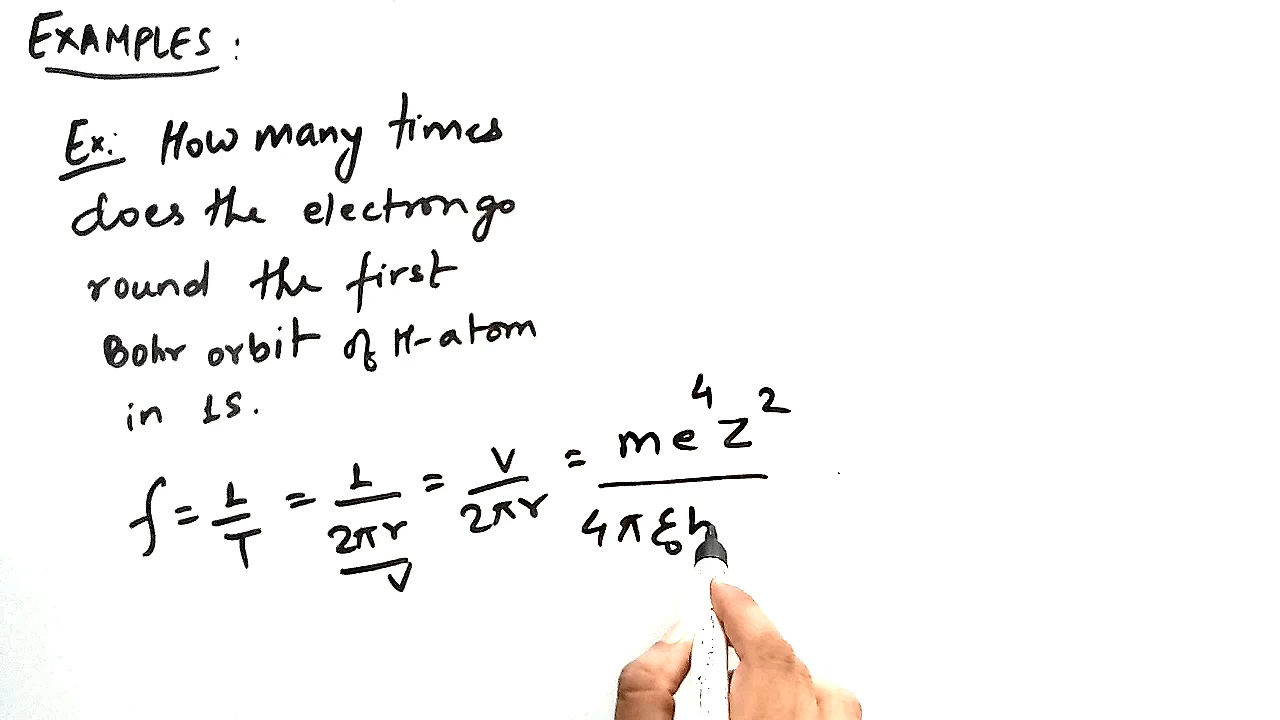 EXAMPLES:
Ex: How many times
does the electron go
round the first
Bohr orbit of H-atom
in 1s.
f = 1/T = 1/(2πr/v) = v/2πr = me⁴Z²/4πξh